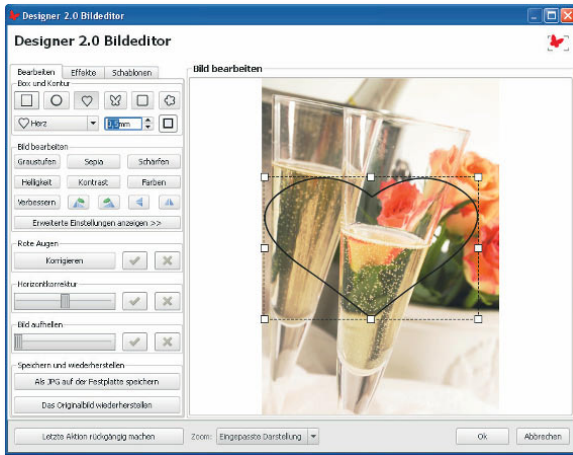 Designer 2.0 Bildeditor
Designer 2.0 Bildeditor
Bearbeiten Effekte Schablonen
Box und Kontur
Herz 3,5mm
Bild bearbeiten
Graustufen Sepia Schärfen
Helligkeit Kontrast Farben
Verbessern
Erweiterte Einstellungen anzeigen >>
Rote Augen
Korrigieren
Horizontkorrektur
Bild aufhellen
Speichern und wiederherstellen
Als JPG auf der Festplatte speichern
Das Originalbild wiederherstellen
Letzte Aktion rückgängig machen
Bild bearbeiten
Zoom: Eingepasste Darstellung
Ok Abbrechen